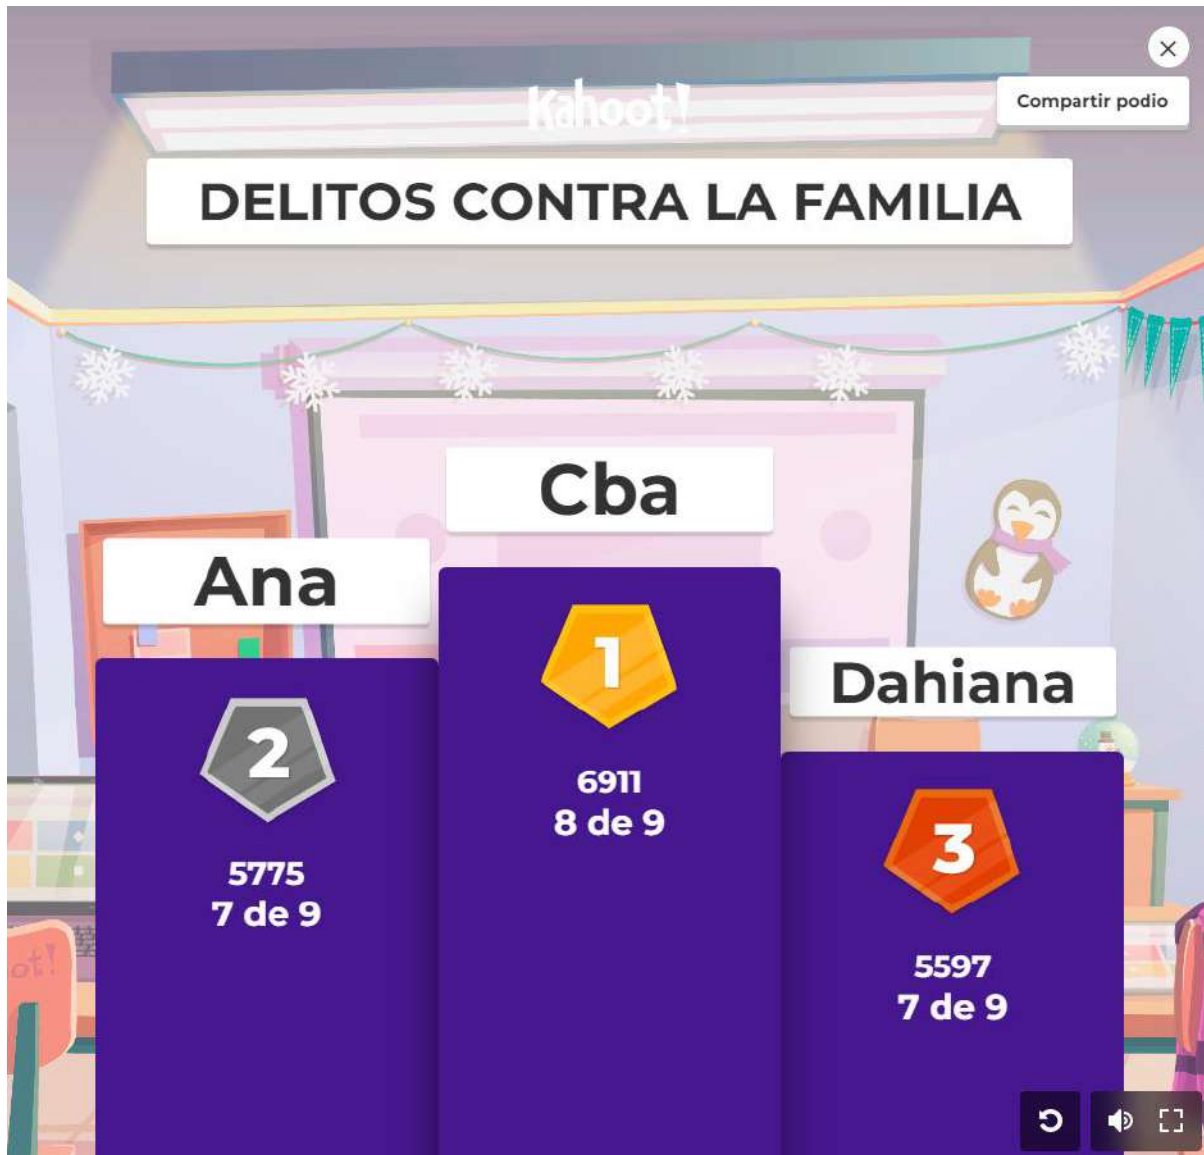 Kahoot!
Compartir podio
DELITOS CONTRA LA FAMILIA
Cba
Ana
Dahiana
1
6911
8 de 9
2
5775
7 de 9
3
5597
7 de 9
ot!